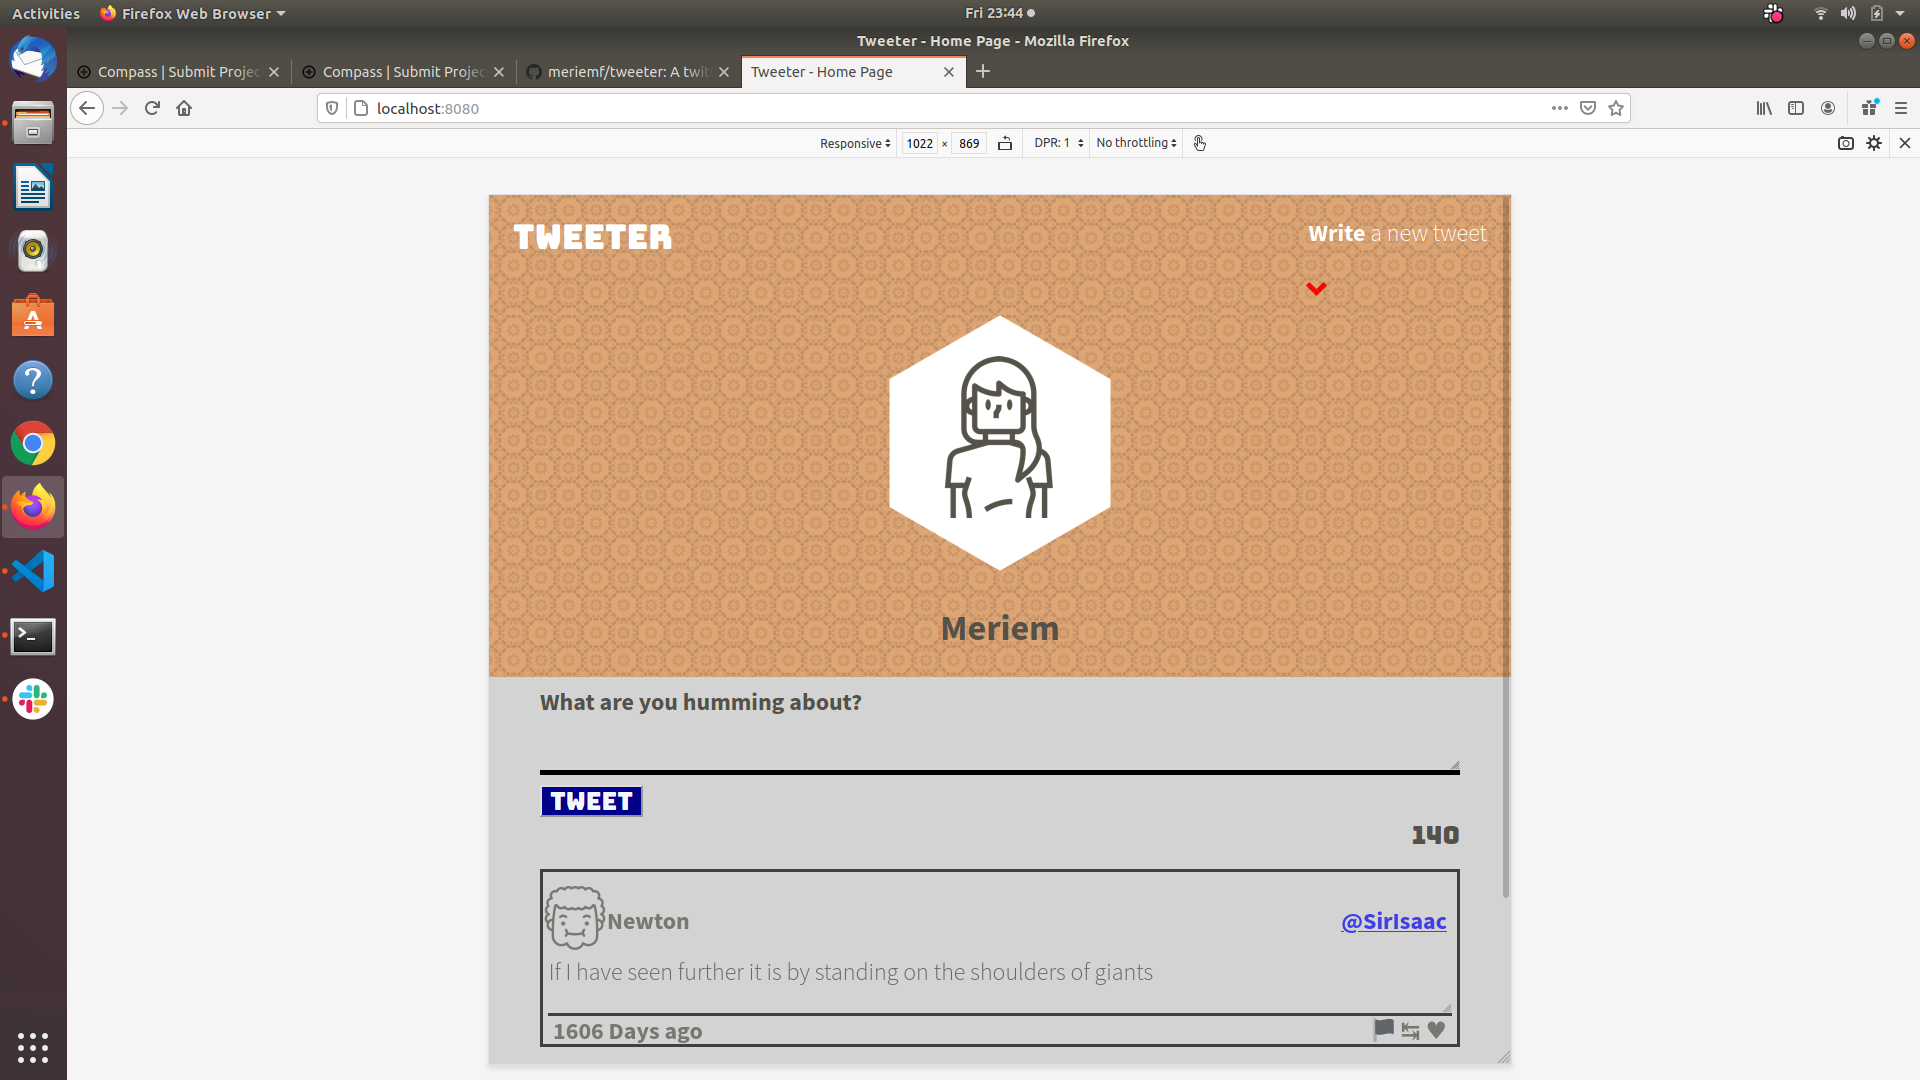 Activities Firefox Web Browser Fri 23:44
Tweeter - Home Page - Mozilla Firefox
Compass | Submit Projec Compass | Submit Projec meriemf/tweeter: A twit Tweeter - Home Page
localhost:8080
Responsive 1022 × 869 DPR: 1 No throttling
TWEETER Write a new tweet
Meriem
What are you humming about?
TWEET
140
Newton @SirIsaac
If I have seen further it is by standing on the shoulders of giants
1606 Days ago